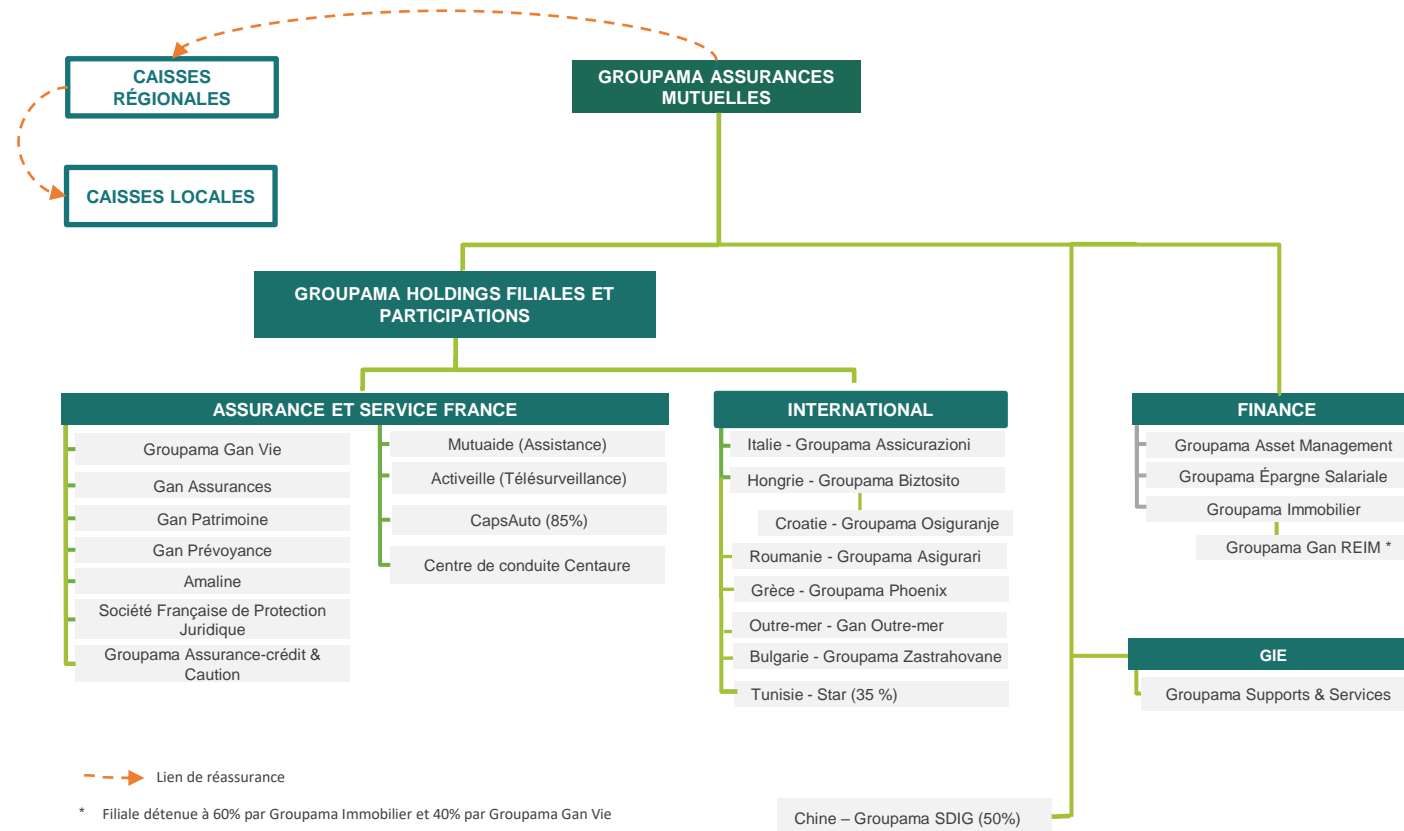 CAISSES
RÉGIONALES
GROUPAMA ASSURANCES
MUTUELLES
CAISSES LOCALES
GROUPAMA HOLDINGS FILIALES ET
PARTICIPATIONS
ASSURANCE ET SERVICE FRANCE
Groupama Gan Vie
Gan Assurances
Gan Patrimoine
Gan Prévoyance
Amaline
Société Française de Protection
Juridique
Groupama Assurance-crédit &
Caution
Mutuaide (Assistance)
Activeille (Télésurveillance)
CapsAuto (85%)
Centre de conduite Centaure
INTERNATIONAL
Italie - Groupama Assicurazioni
Hongrie - Groupama Biztosito
Croatie - Groupama Osiguranje
Roumanie - Groupama Asigurari
Grèce - Groupama Phoenix
Outre-mer - Gan Outre-mer
Bulgarie - Groupama Zastrahovane
Tunisie - Star (35 %)
FINANCE
Groupama Asset Management
Groupama Épargne Salariale
Groupama Immobilier
Groupama Gan REIM *
GIE
Groupama Supports & Services
Lien de réassurance
* Filiale détenue à 60% par Groupama Immobilier et 40% par Groupama Gan Vie
Chine – Groupama SDIG (50%)